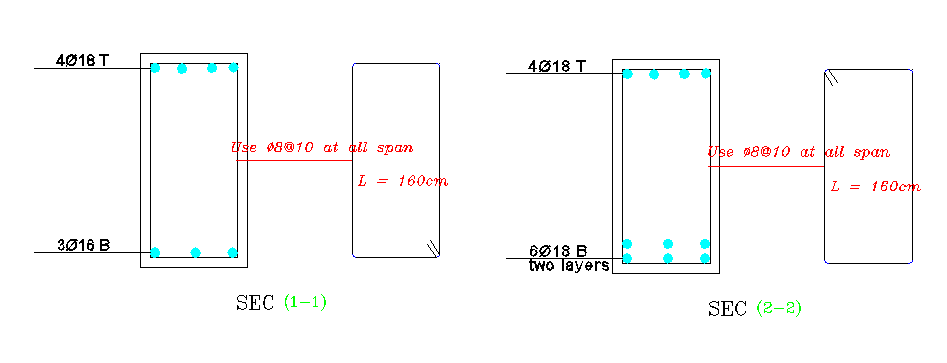 4Ø18 T
Use ø8@10 at all span
L = 160cm
3Ø16 B
SEC (1-1)
4Ø18 T
Use ø8@10 at all span
L = 160cm
6Ø18 B
two layers
SEC (2-2)